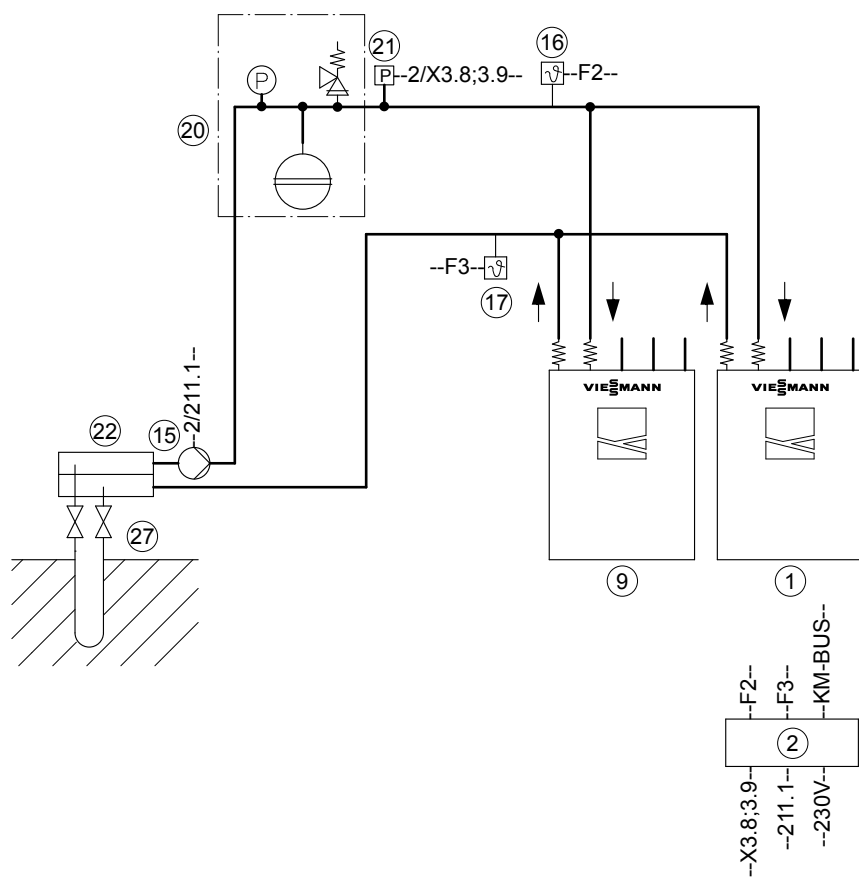 21
16
P
P--2/X3.8;3.9--
ϑ--F2--
20
--F3--ϑ
17
VIESMANN
VIESMANN
--2/211.1--
22
15
27
9
1
--F2--
--F3--
--KM-BUS--
2
--X3.8;3.9--
--211.1--
--230V--